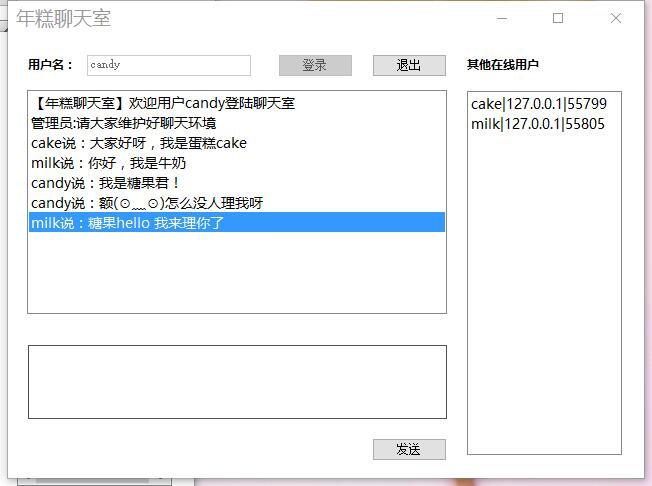 年糕聊天室
用户名： candy 登录 退出 其他在线用户
【年糕聊天室】欢迎用户candy登陆聊天室
管理员:请大家维护好聊天环境
cake说：大家好呀，我是蛋糕cake
milk说：你好，我是牛奶
candy说：我是糖果君！
candy说：额(⊙﹏⊙)怎么没人理我呀
milk说：糖果hello 我来理你了
cake|127.0.0.1|55799
milk|127.0.0.1|55805
发送